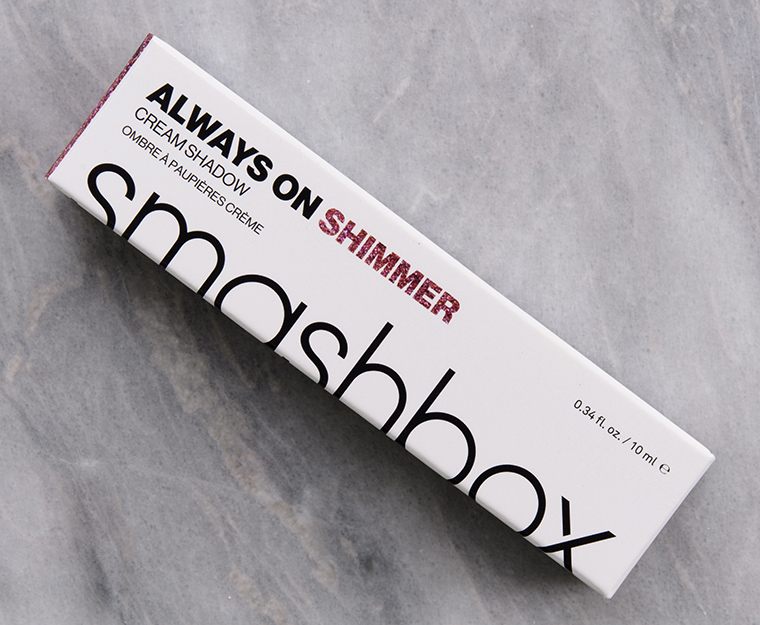 ALWAYS ON SHIMMER
CREAM SHADOW
OMBRE À PAUPIÈRES CRÈME
smashbox
0.34 fl. oz. / 10 ml ℮